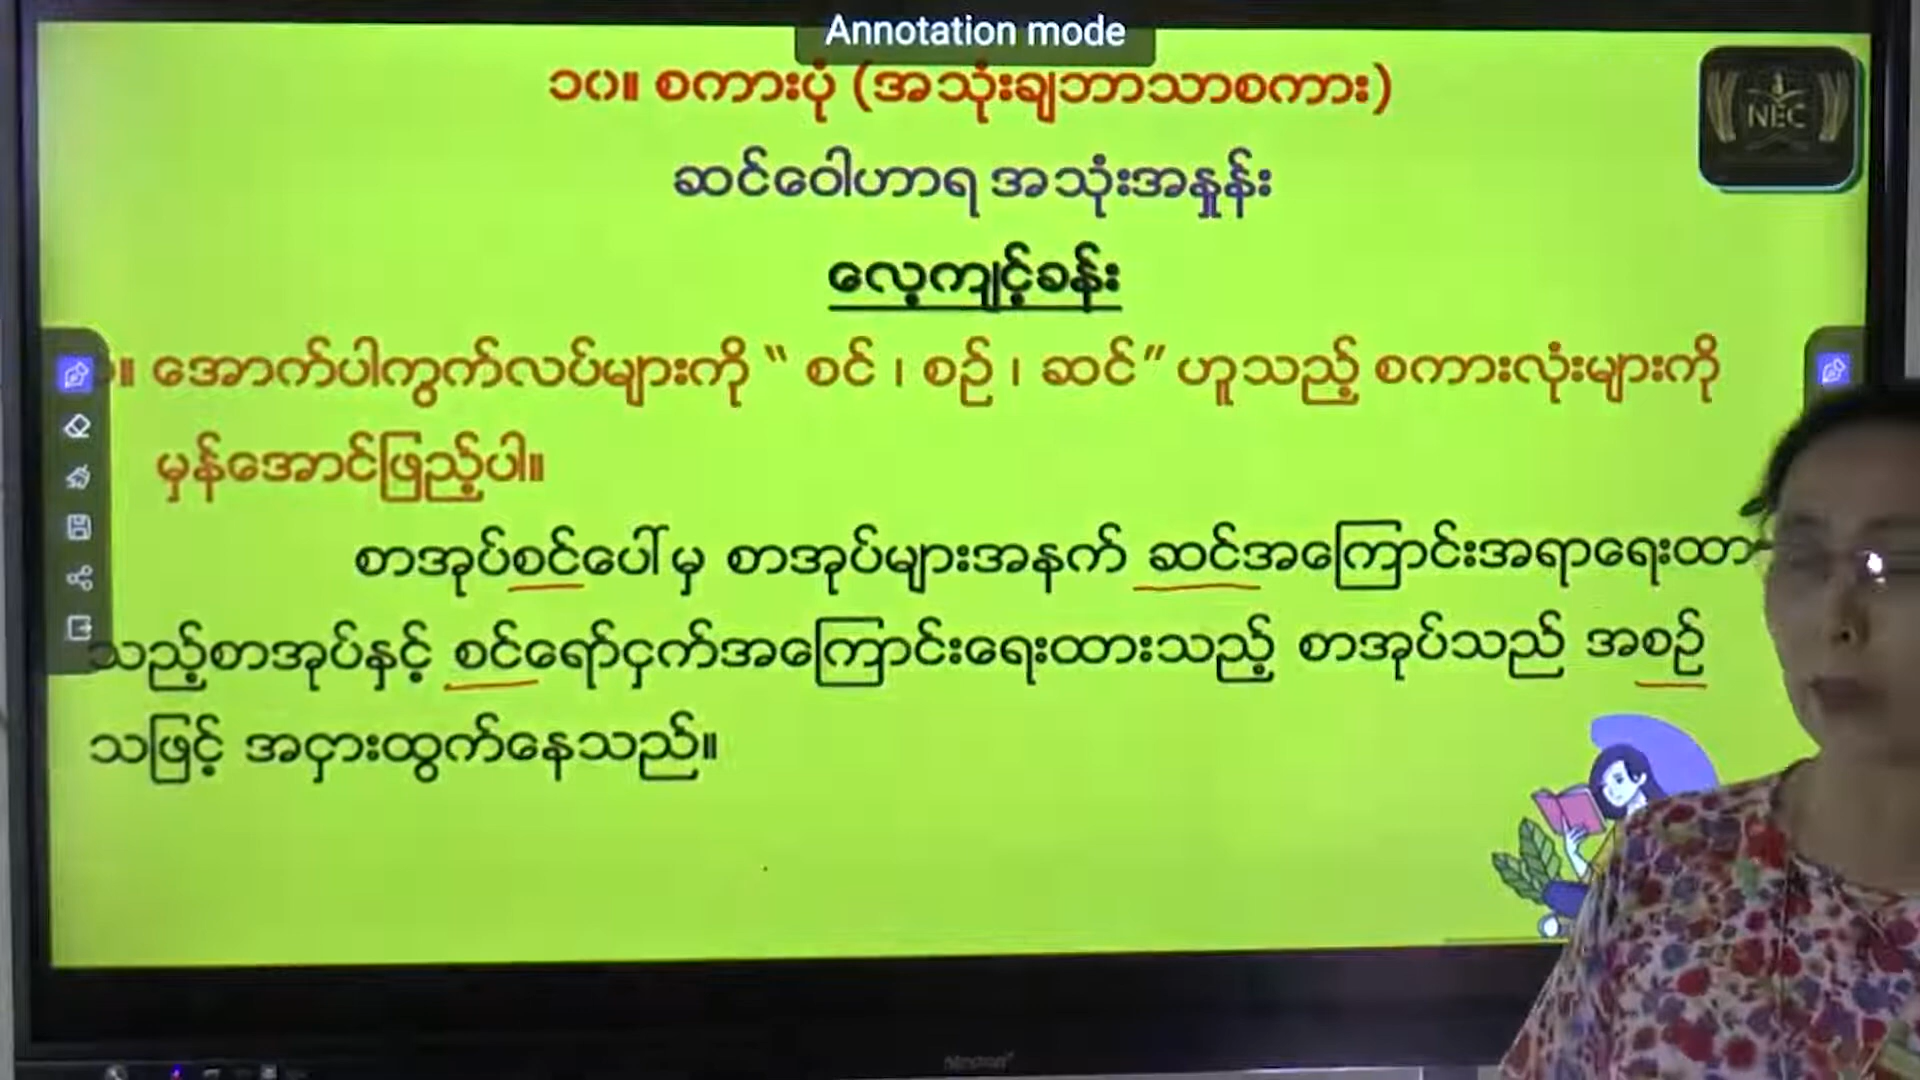 Annotation mode
၁၀။ စကားပုံ (အသုံးချဘာသာစကား)
NEC
ဆင်ဝေါဟာရ အသုံးအနှုန်း
လေ့ကျင့်ခန်း
။ အောက်ပါကွက်လပ်များကို “ စင် ၊ စဉ် ၊ ဆင်” ဟူသည့် စကားလုံးများကို
မှန်အောင်ဖြည့်ပါ။
စာအုပ်စင်ပေါ်မှ စာအုပ်များအနက် ဆင်အကြောင်းအရာရေးထာ
သည့်စာအုပ်နှင့် စင်ရော်ငှက်အကြောင်းရေးထားသည့် စာအုပ်သည် အစဉ်
သဖြင့် အငှားထွက်နေသည်။